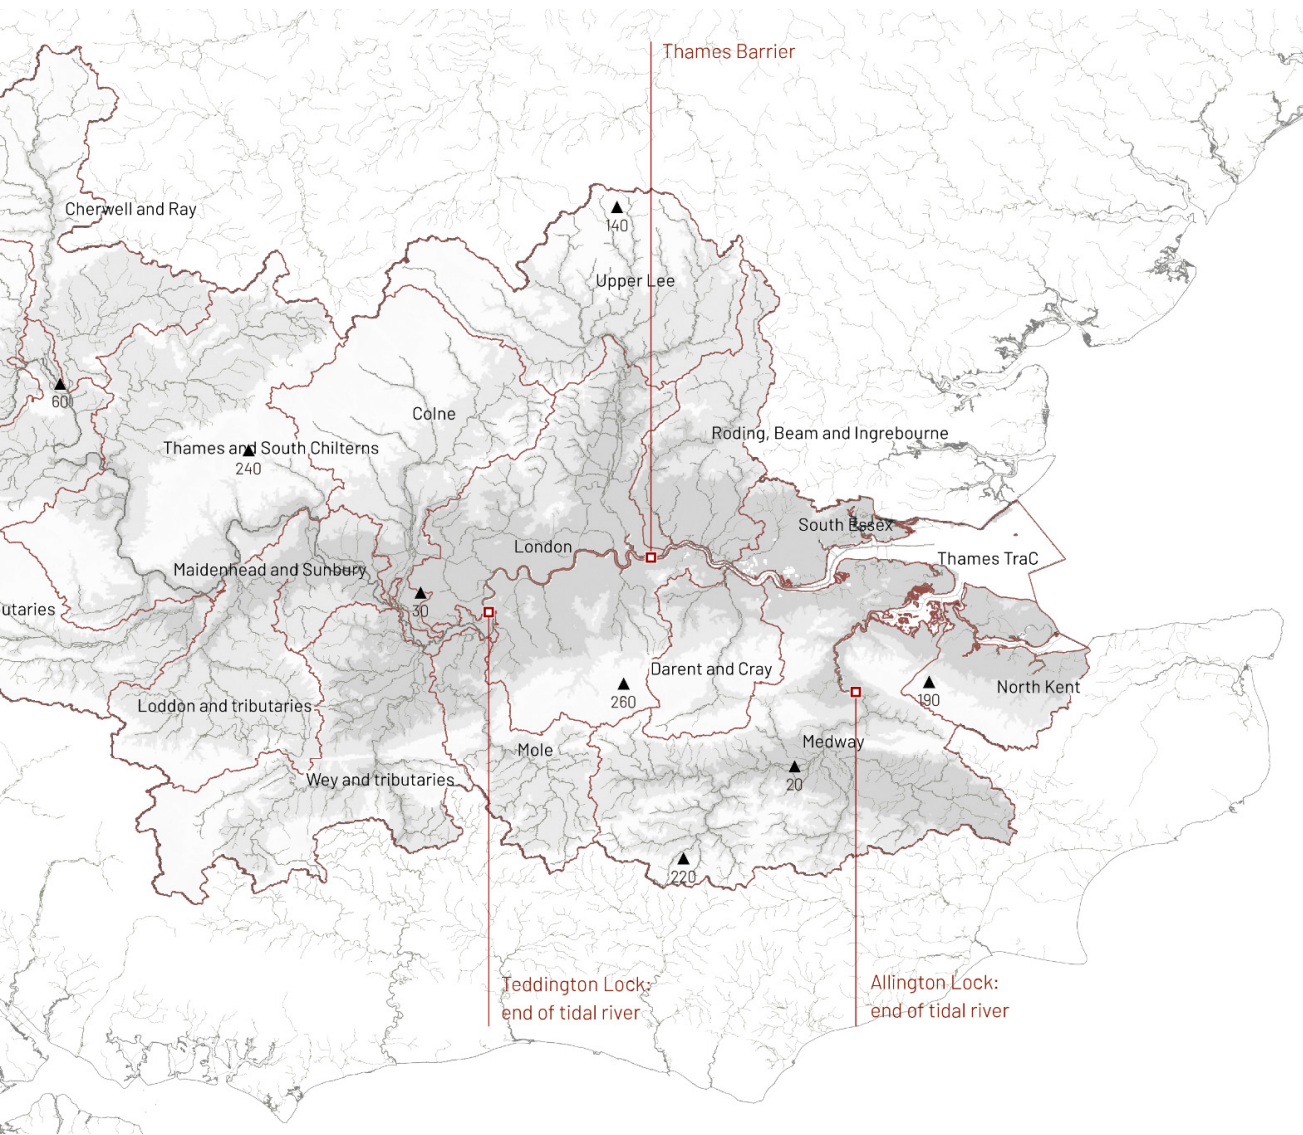 Thames Barrier
Cherwell and Ray
140
Upper Lee
60
Colne
Roding, Beam and Ingrebourne
Thames and South Chilterns
240
South Essex
London
Thames TraC
Maidenhead and Sunbury
30
utaries
Darent and Cray
260
190
North Kent
Loddon and tributaries
Mole
Medway
Wey and tributaries
20
220
Teddington Lock:
end of tidal river
Allington Lock:
end of tidal river